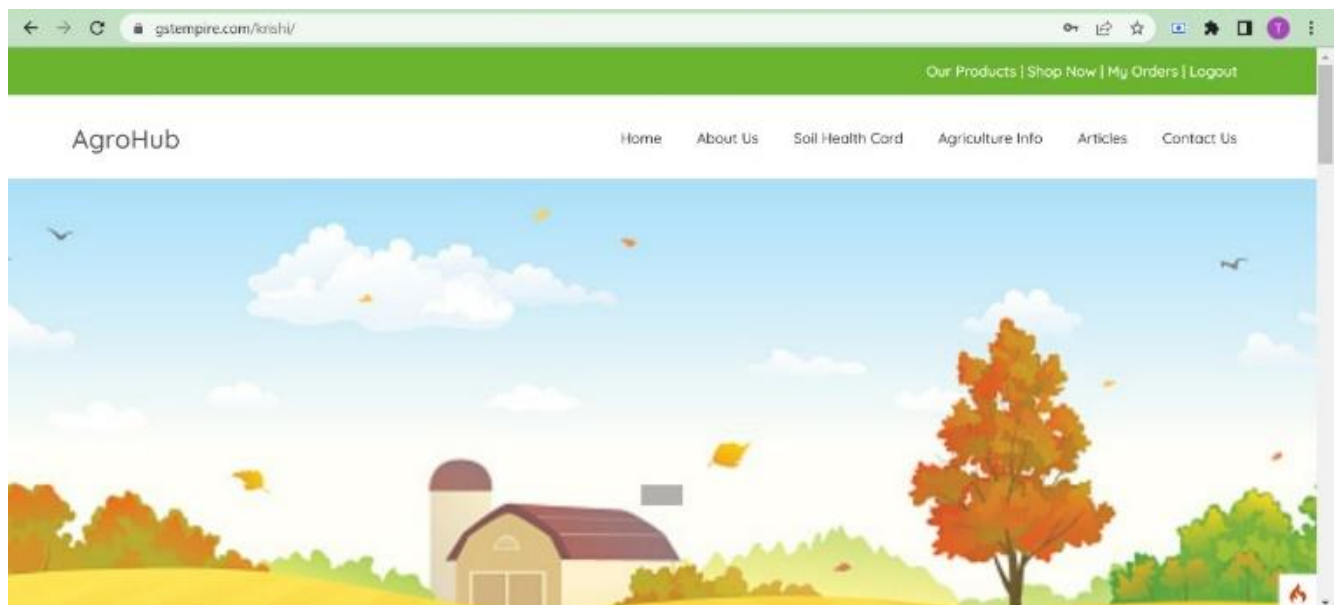 gstempire.com/krishi/
T
Our Products | Shop Now | My Orders | Logout
AgroHub
Home About Us Soil Health Card Agriculture Info Articles Contact Us